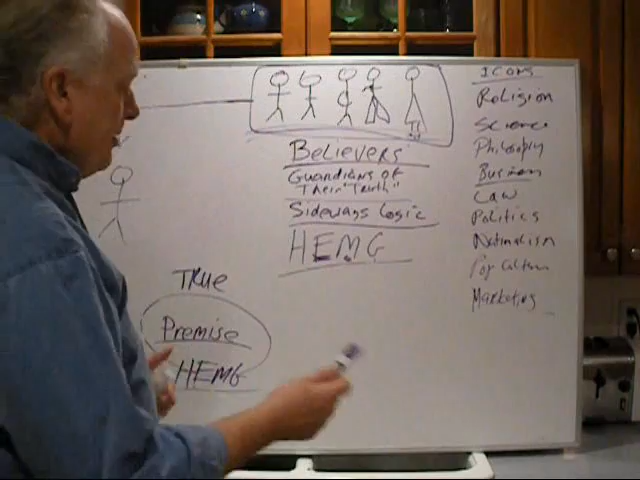 Believers
Guardians of
Their "Truth"
Sideways Logic
HEMG
TRUE
Premise
HEMG
ICONS
Religion
Science
Philosophy
Business
Law
Politics
Nationalism
Pop Culture
Marketing